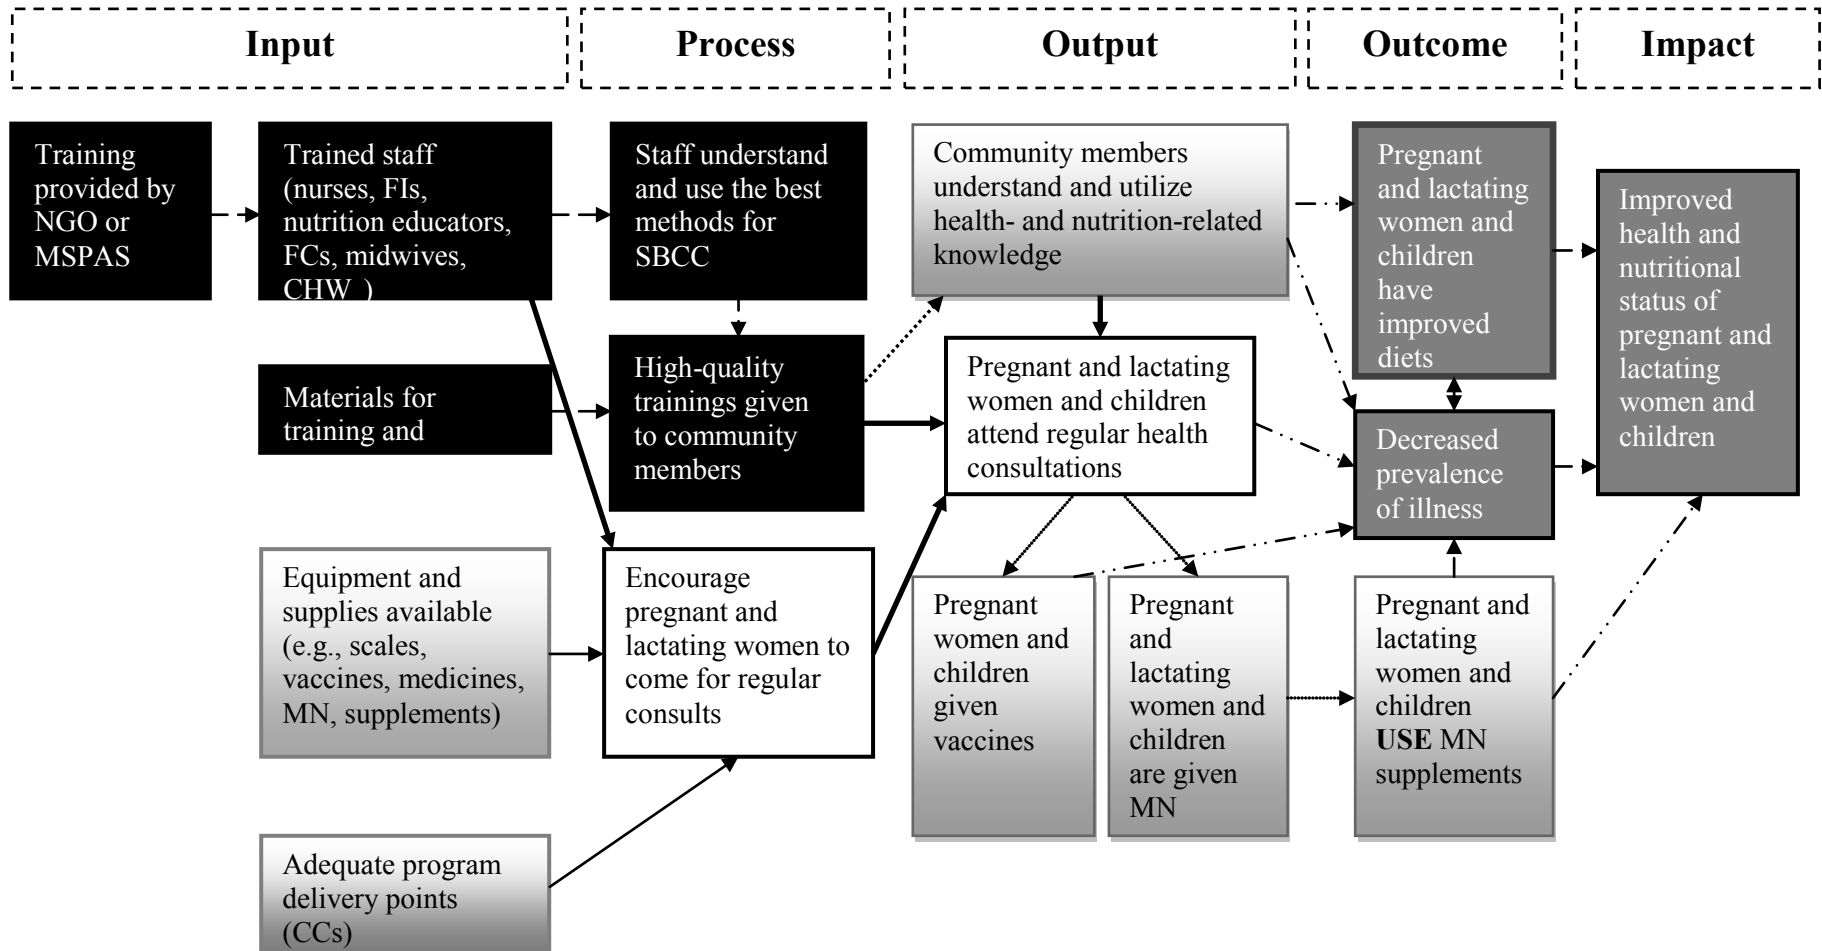 Input
Process
Output
Outcome
Impact
Training
provided by
NGO or
MSPAS
Trained staff
(nurses, FIs,
nutrition educators,
FCs, midwives,
CHW )
Staff understand
and use the best
methods for
SBCC
Community members
understand and utilize
health- and nutrition-related
knowledge
Pregnant
and lactating
women and
children
have
improved
diets
Improved
health and
nutritional
status of
pregnant and
lactating
women and
children
Materials for
training and
High-quality
trainings given
to community
members
Pregnant and lactating
women and children
attend regular health
consultations
Decreased
prevalence
of illness
Equipment and
supplies available
(e.g., scales,
vaccines, medicines,
MN, supplements)
Encourage
pregnant and
lactating women to
come for regular
consults
Pregnant
women and
children
given
vaccines
Pregnant
and
lactating
women and
children
are given
MN
Pregnant and
lactating
women and
children
USE MN
supplements
Adequate program
delivery points
(CCs)